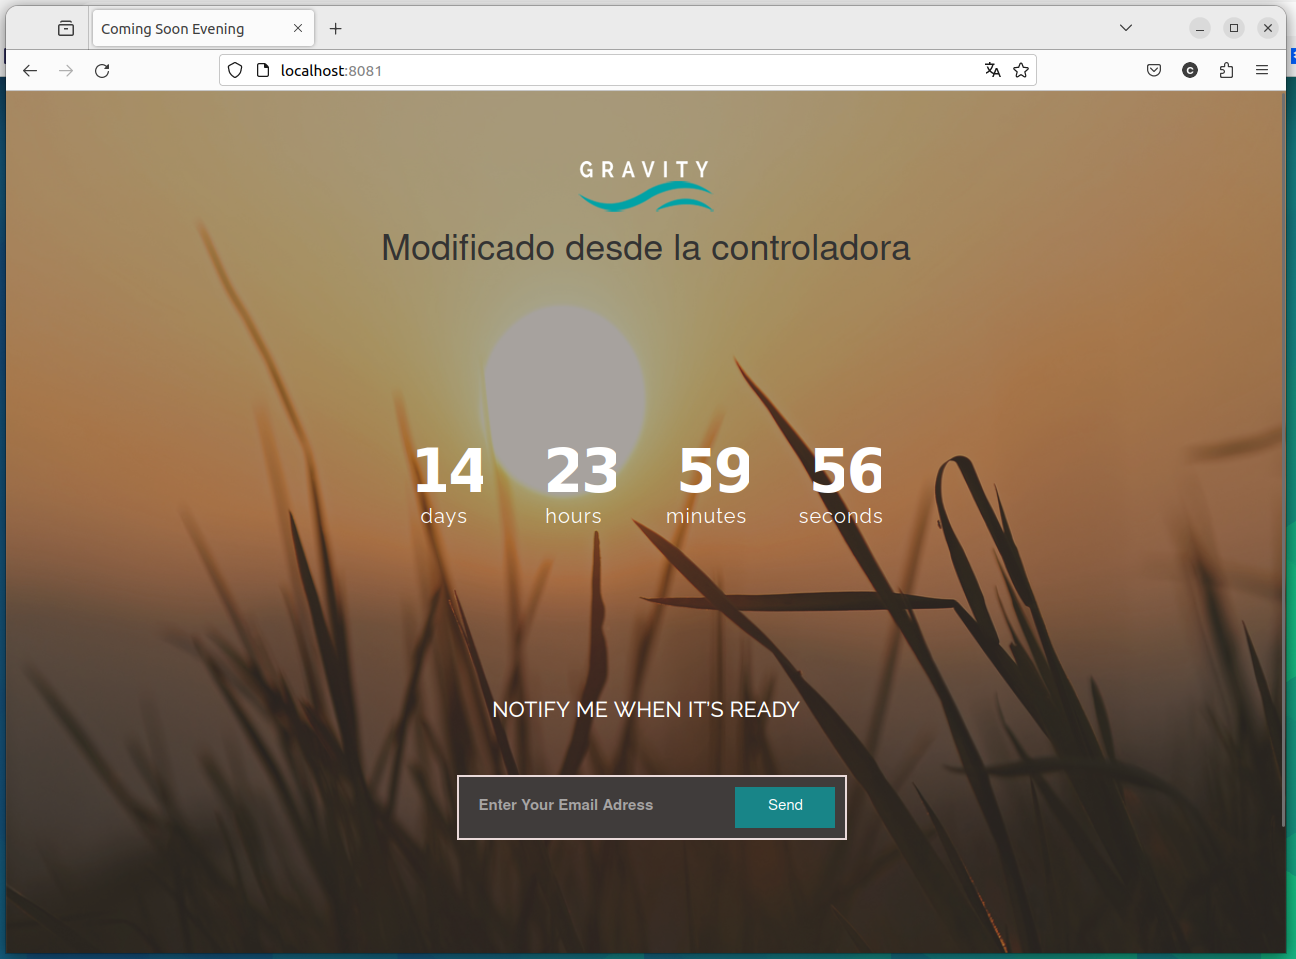 Coming Soon Evening
localhost:8081
GRAVITY
Modificado desde la controladora
14 23 59 56
days hours minutes seconds
NOTIFY ME WHEN IT'S READY
Enter Your Email Adress Send